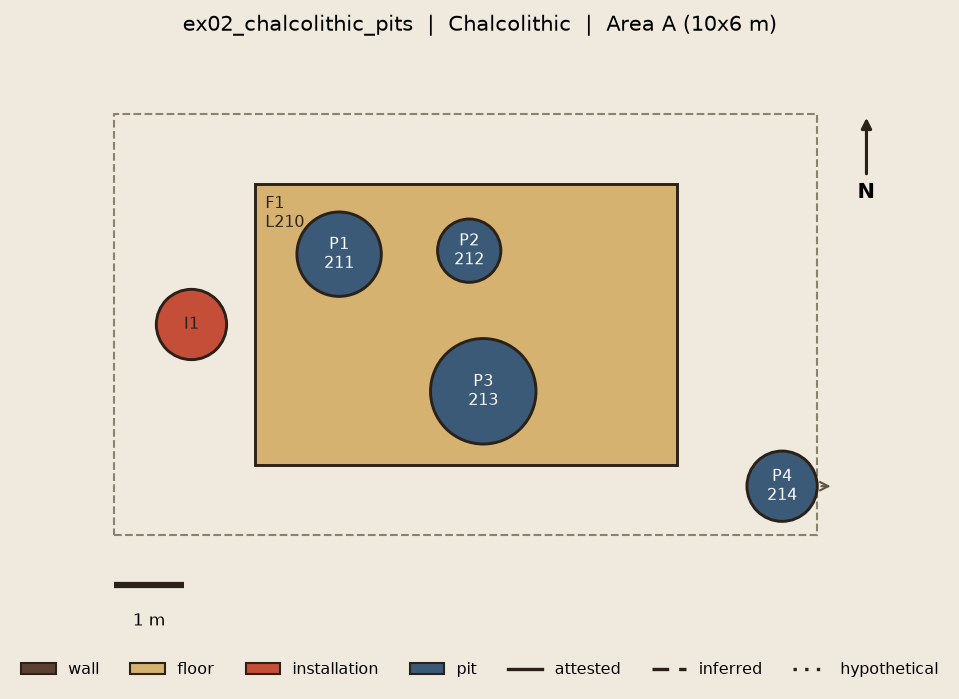 ex02_chalcolithic_pits | Chalcolithic | Area A (10x6 m)
N
F1
L210
P1
211
P2
212
I1
P3
213
P4
214
1 m
wall floor installation pit attested inferred hypothetical